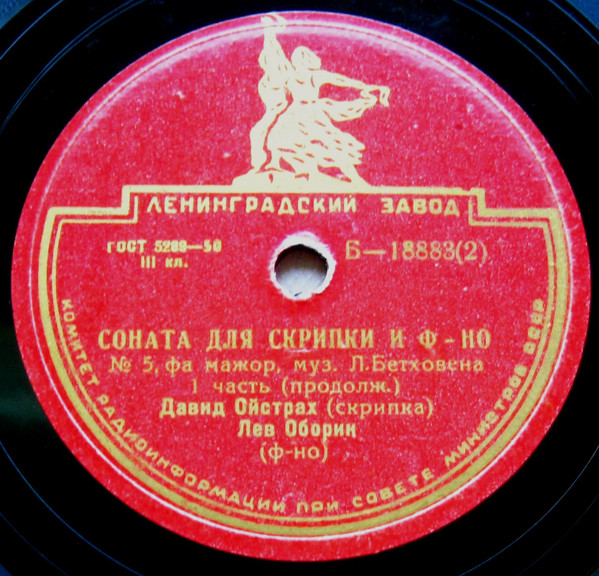 ЛЕНИНГРАДСКИЙ ЗАВОД
ГОСТ 5289—50
III кл.
Б—18883(2)
СОНАТА ДЛЯ СКРИПКИ И Ф-НО
№ 5, фа мажор, муз. Л.Бетховена
1 часть (продолж.)
Давид Ойстрах (скрипка)
Лев Оборин
(ф-но)
КОМИТЕТ РАДИОИНФОРМАЦИИ ПРИ СОВЕТЕ МИНИСТРОВ СССР